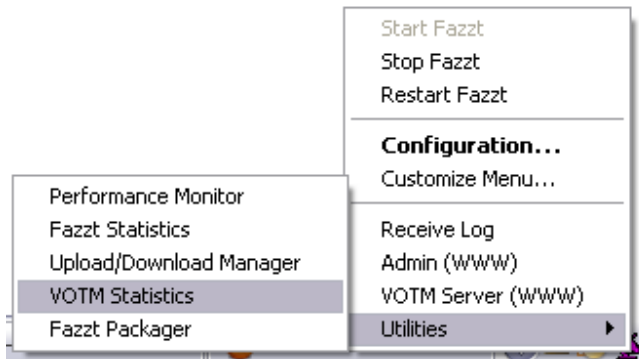 Start Fazzt
Stop Fazzt
Restart Fazzt
Configuration...
Customize Menu...
Receive Log
Admin (WWW)
VOTM Server (WWW)
Utilities
Performance Monitor
Fazzt Statistics
Upload/Download Manager
VOTM Statistics
Fazzt Packager